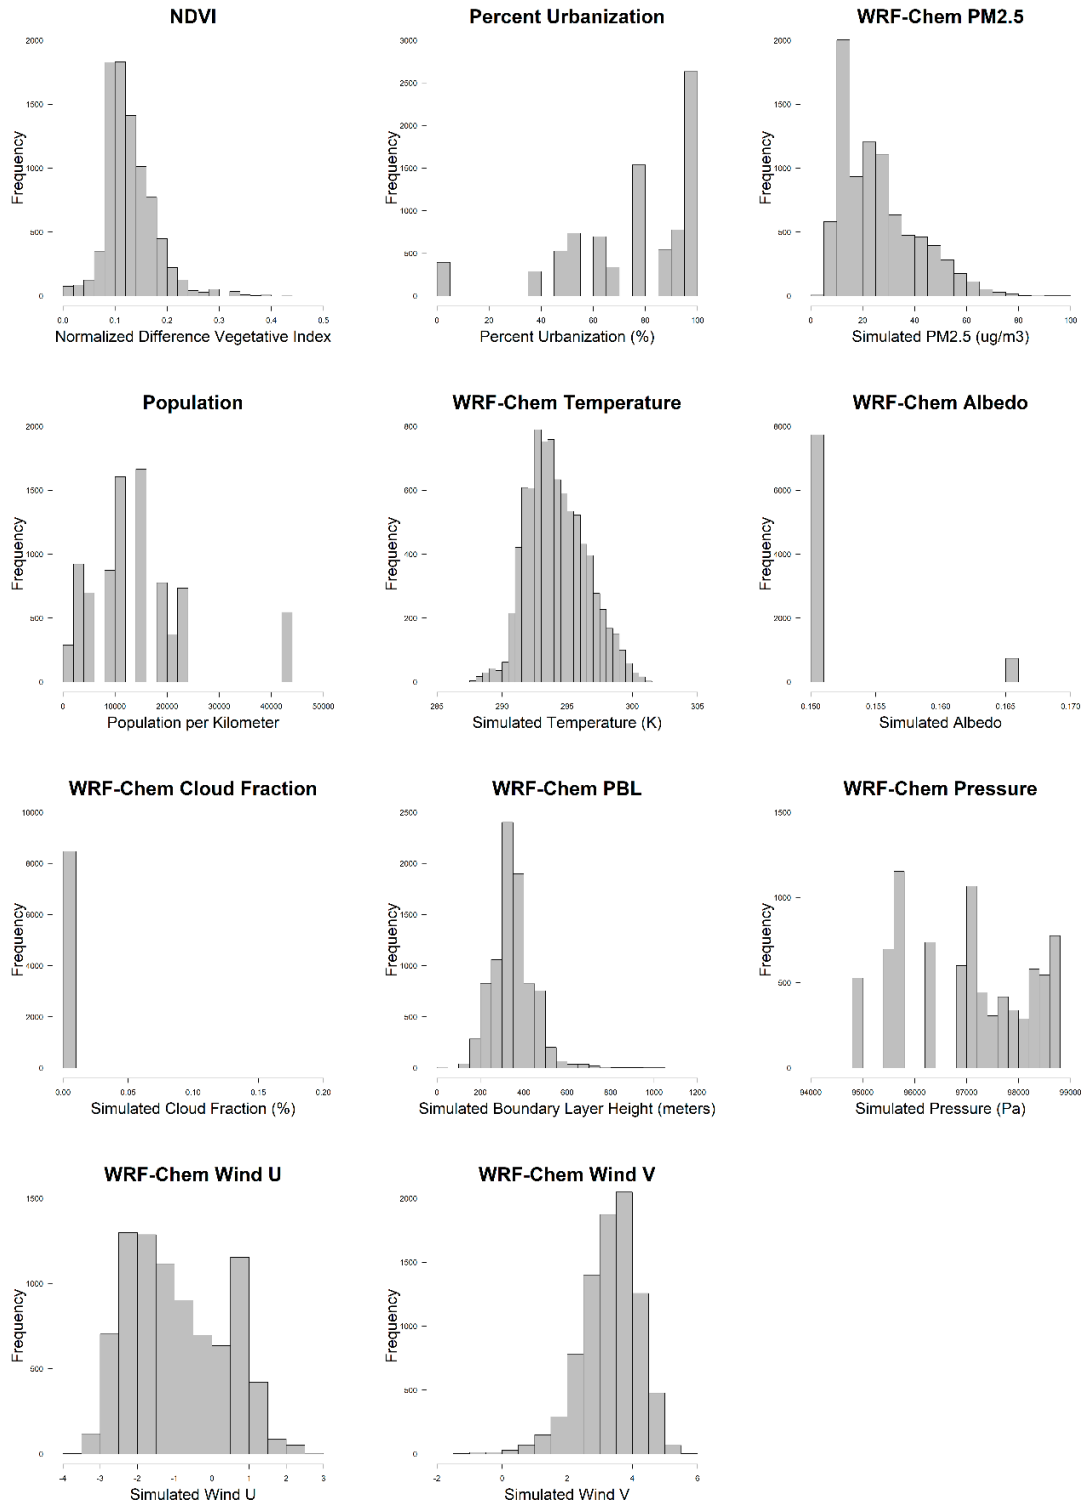 NDVI
Frequency
2000
1500
1000
500
0
0.0 0.1 0.2 0.3 0.4 0.5
Normalized Difference Vegetative Index
Percent Urbanization
Frequency
3000
2500
2000
1500
1000
500
0
0 20 40 60 80 100
Percent Urbanization (%)
WRF-Chem PM2.5
Frequency
2000
1500
1000
500
0
0 20 40 60 80 100
Simulated PM2.5 (ug/m3)
Population
Frequency
2000
1500
1000
500
0
0 10000 20000 30000 40000 50000
Population per Kilometer
WRF-Chem Temperature
Frequency
800
600
400
200
0
285 290 295 300 305
Simulated Temperature (K)
WRF-Chem Albedo
Frequency
8000
6000
4000
2000
0
0.150 0.155 0.160 0.165 0.170
Simulated Albedo
WRF-Chem Cloud Fraction
Frequency
10000
8000
6000
4000
2000
0
0.00 0.05 0.10 0.15 0.20
Simulated Cloud Fraction (%)
WRF-Chem PBL
Frequency
2500
2000
1500
1000
500
0
0 200 400 600 800 1000 1200
Simulated Boundary Layer Height (meters)
WRF-Chem Pressure
Frequency
1500
1000
500
0
94000 95000 96000 97000 98000 99000
Simulated Pressure (Pa)
WRF-Chem Wind U
Frequency
1500
1000
500
0
-4 -3 -2 -1 0 1 2 3
Simulated Wind U
WRF-Chem Wind V
Frequency
2000
1500
1000
500
0
-2 0 2 4 6
Simulated Wind V